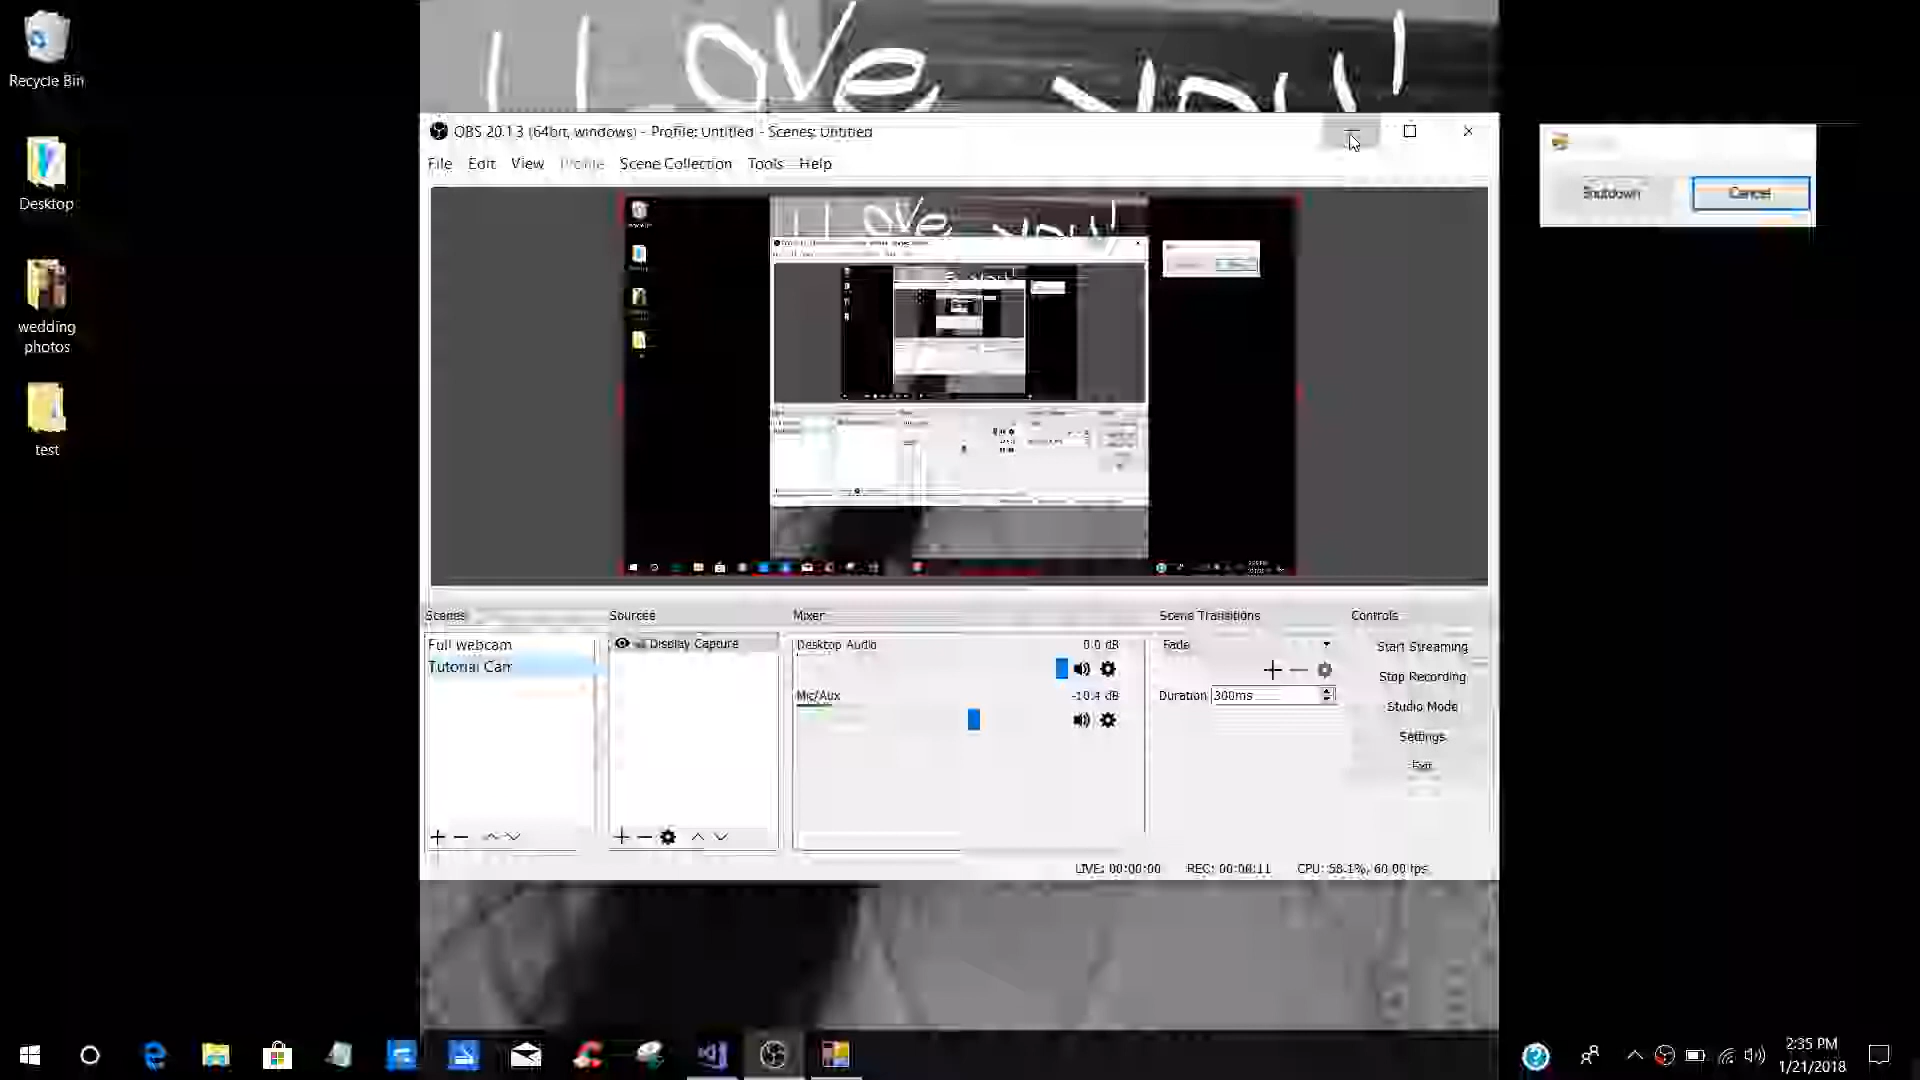 I Love you!
Recycle Bin
Desktop
wedding
photos
test
OBS 20.1.3 (64bit, windows) - Profile: Untitled - Scenes: Untitled
File Edit View Profile Scene Collection Tools Help
Shutdown Cancel
Scenes Sources Mixer Scene Transitions Controls
Full webcam
Tutorial Cam
Display Capture
Desktop Audio 0.0 dB
Mic/Aux -10.4 dB
Fade
Duration 300ms
Start Streaming
Stop Recording
Studio Mode
Settings
Exit
LIVE: 00:00:00 REC: 00:00:11 CPU: 58.1%, 60.00 fps
2:35 PM
1/21/2018